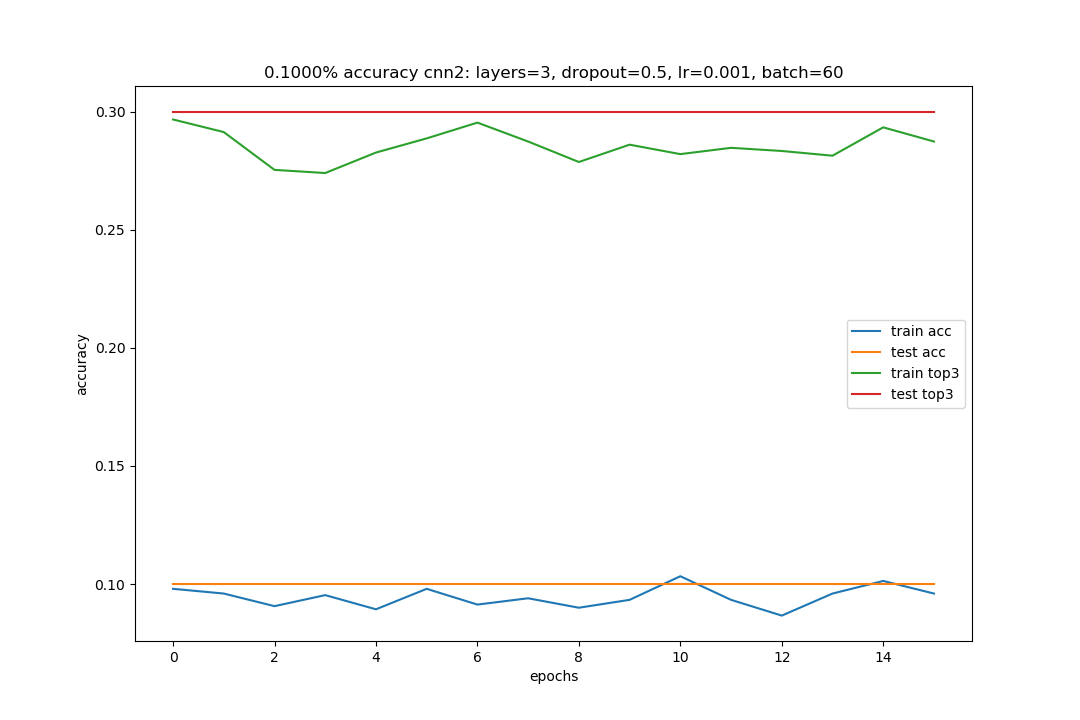 0.1000% accuracy cnn2: layers=3, dropout=0.5, lr=0.001, batch=60
0.30
0.25
0.20
0.15
0.10
accuracy
train acc
test acc
train top3
test top3
0 2 4 6 8 10 12 14
epochs